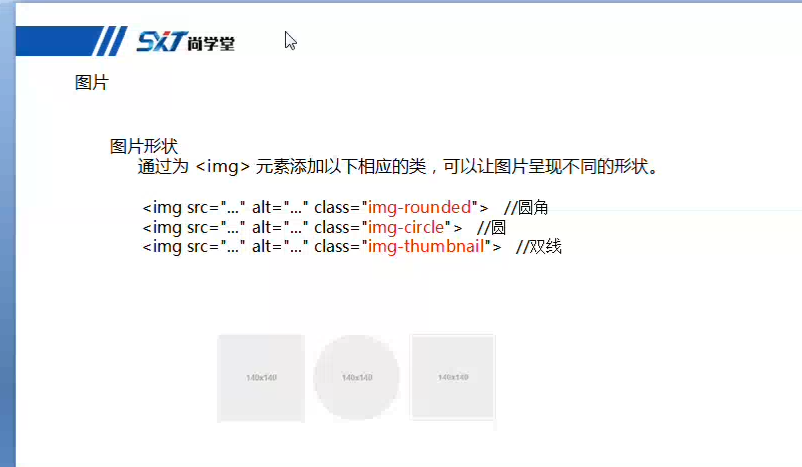 SXT尚学堂
图片
图片形状
通过为 <img> 元素添加以下相应的类，可以让图片呈现不同的形状。
<img src="..." alt="..." class="img-rounded"> //圆角
<img src="..." alt="..." class="img-circle"> //圆
<img src="..." alt="..." class="img-thumbnail"> //双线
140x140 140x140 140x140